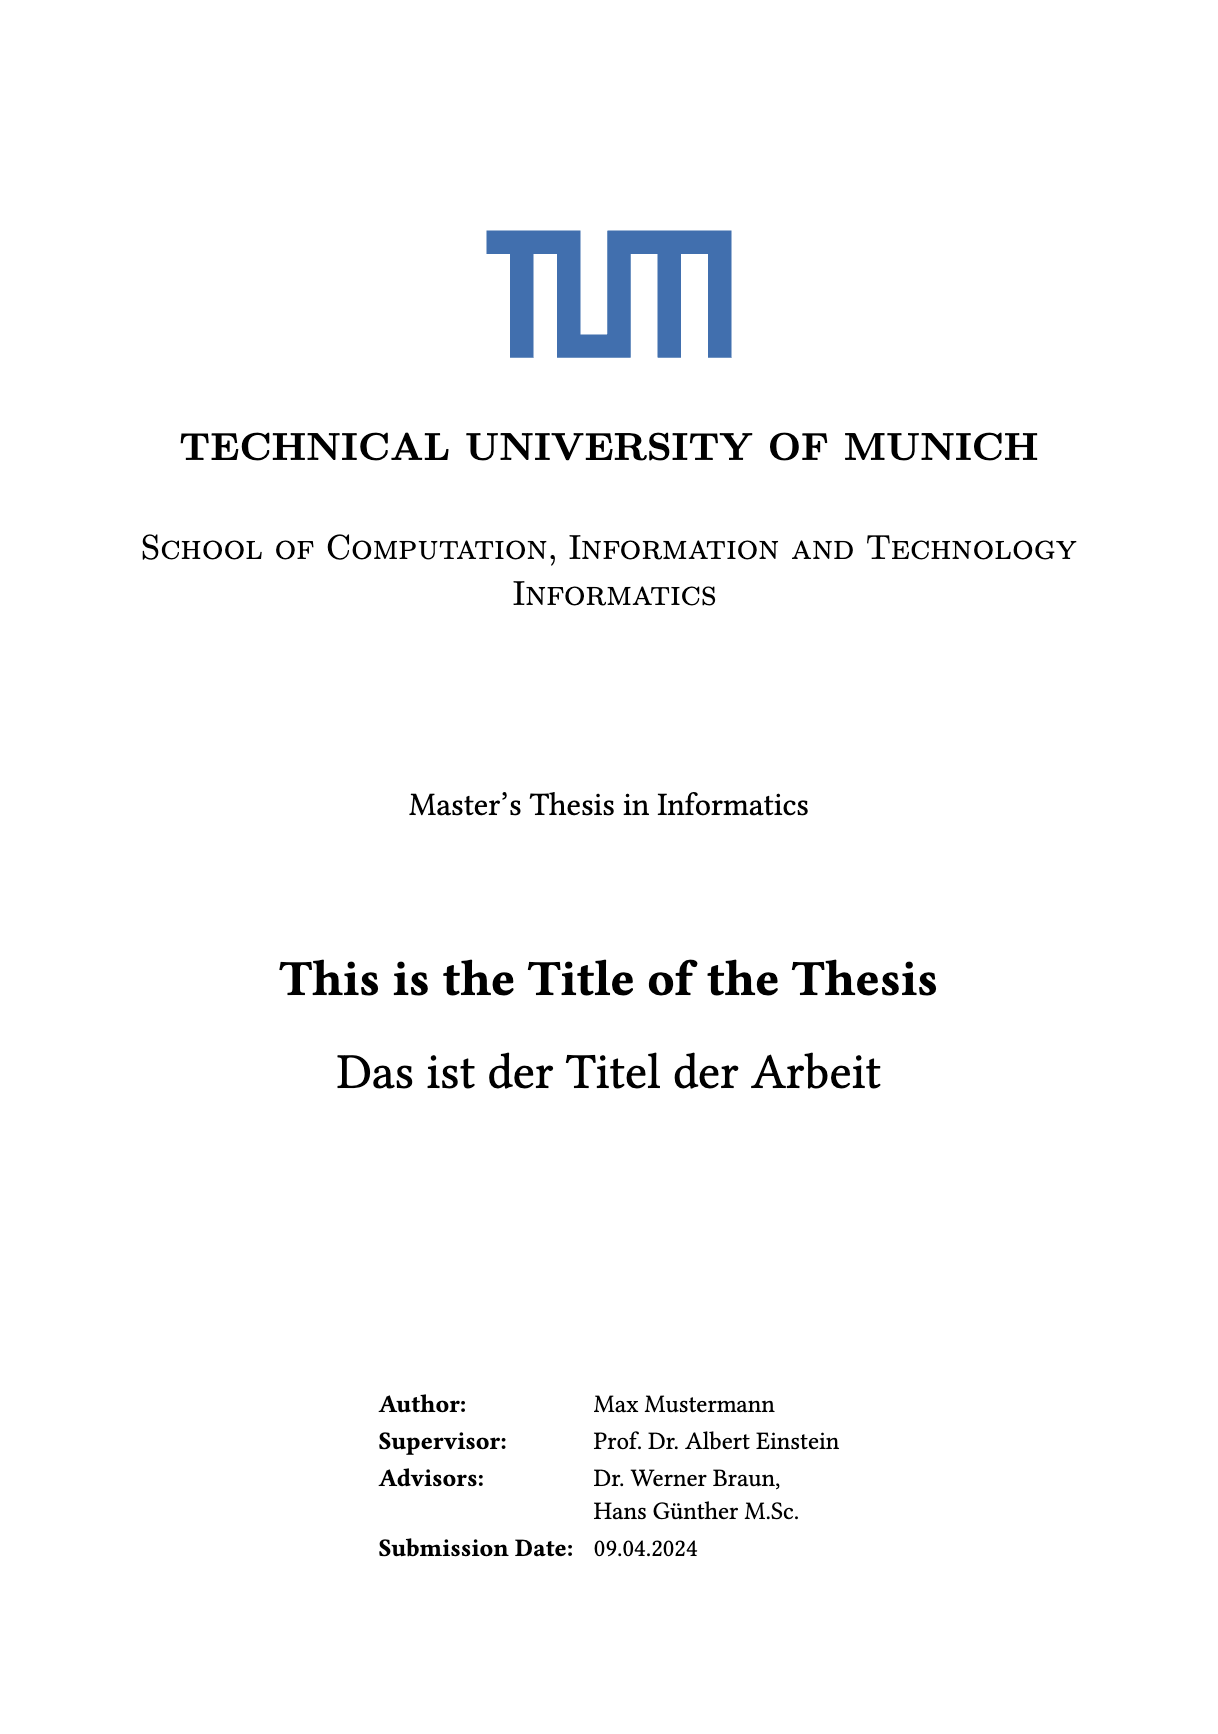 TUM
TECHNICAL UNIVERSITY OF MUNICH
SCHOOL OF COMPUTATION, INFORMATION AND TECHNOLOGY
INFORMATICS
Master’s Thesis in Informatics
This is the Title of the Thesis
Das ist der Titel der Arbeit
Author: Max Mustermann
Supervisor: Prof. Dr. Albert Einstein
Advisors: Dr. Werner Braun,
Hans Günther M.Sc.
Submission Date: 09.04.2024